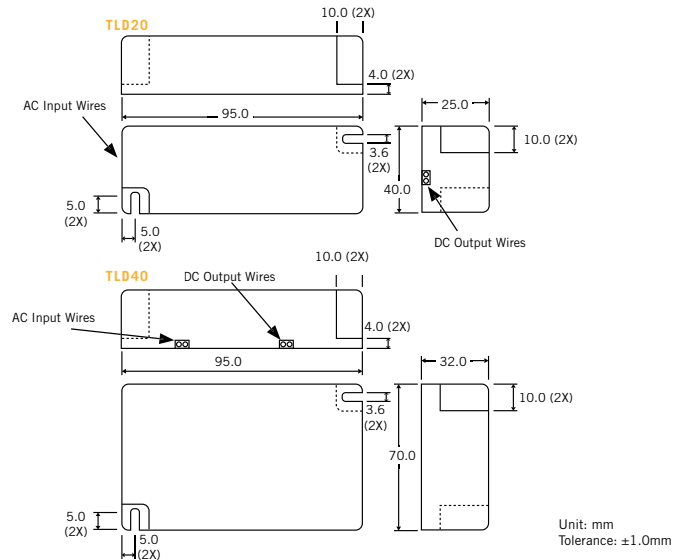 TLD20
10.0 (2X)
4.0 (2X)
AC Input Wires
95.0
25.0
10.0 (2X)
3.6
(2X)
40.0
5.0
(2X)
5.0
(2X)
DC Output Wires
TLD40
DC Output Wires
10.0 (2X)
AC Input Wires
4.0 (2X)
95.0
32.0
10.0 (2X)
3.6
(2X)
70.0
5.0
(2X)
5.0
(2X)
Unit: mm
Tolerance: ±1.0mm